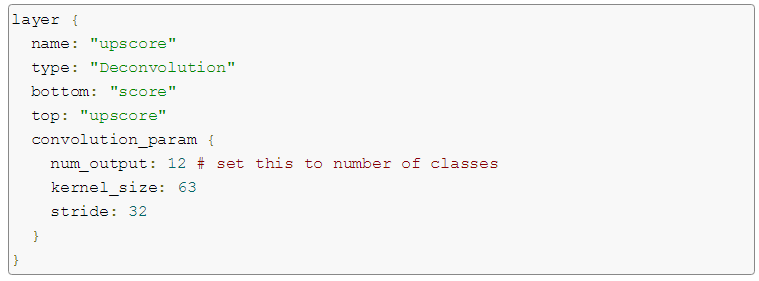 layer {
  name: "upscore"
  type: "Deconvolution"
  bottom: "score"
  top: "upscore"
  convolution_param {
    num_output: 12 # set this to number of classes
    kernel_size: 63
    stride: 32
  }
}